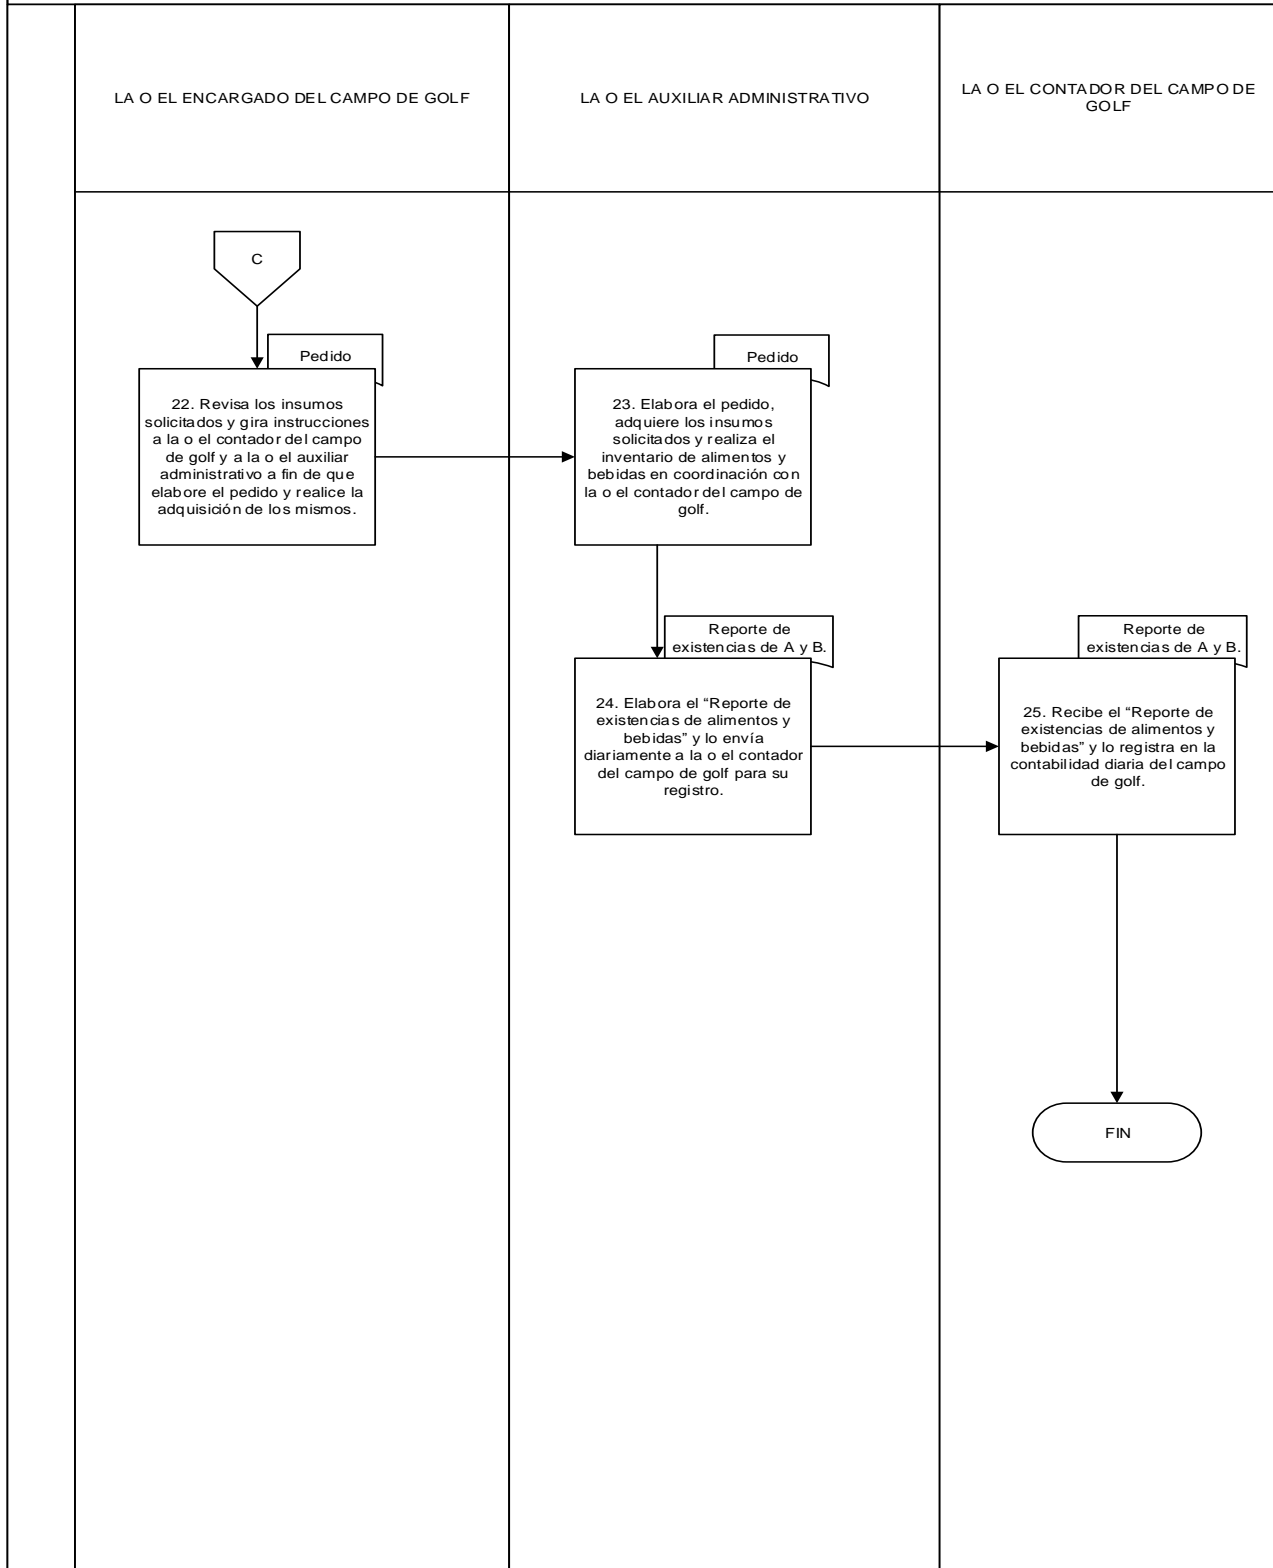 LA O EL ENCARGADO DEL CAMPO DE GOLF
LA O EL AUXILIAR ADMINISTRATIVO
LA O EL CONTADOR DEL CAMPO DE
GOLF
C
Pedido
22. Revisa los insumos
solicitados y gira instrucciones
a la o el contador del campo
de golf y a la o el auxiliar
administrativo a fin de que
elabore el pedido y realice la
adquisición de los mismos.
Pedido
23. Elabora el pedido,
adquiere los insumos
solicitados y realiza el
inventario de alimentos y
bebidas en coordinación con
la o el contador del campo de
golf.
Reporte de
existencias de A y B.
24. Elabora el “Reporte de
existencias de alimentos y
bebidas” y lo envía
diariamente a la o el contador
del campo de golf para su
registro.
Reporte de
existencias de A y B.
25. Recibe el “Reporte de
existencias de alimentos y
bebidas” y lo registra en la
contabilidad diaria del campo
de golf.
FIN